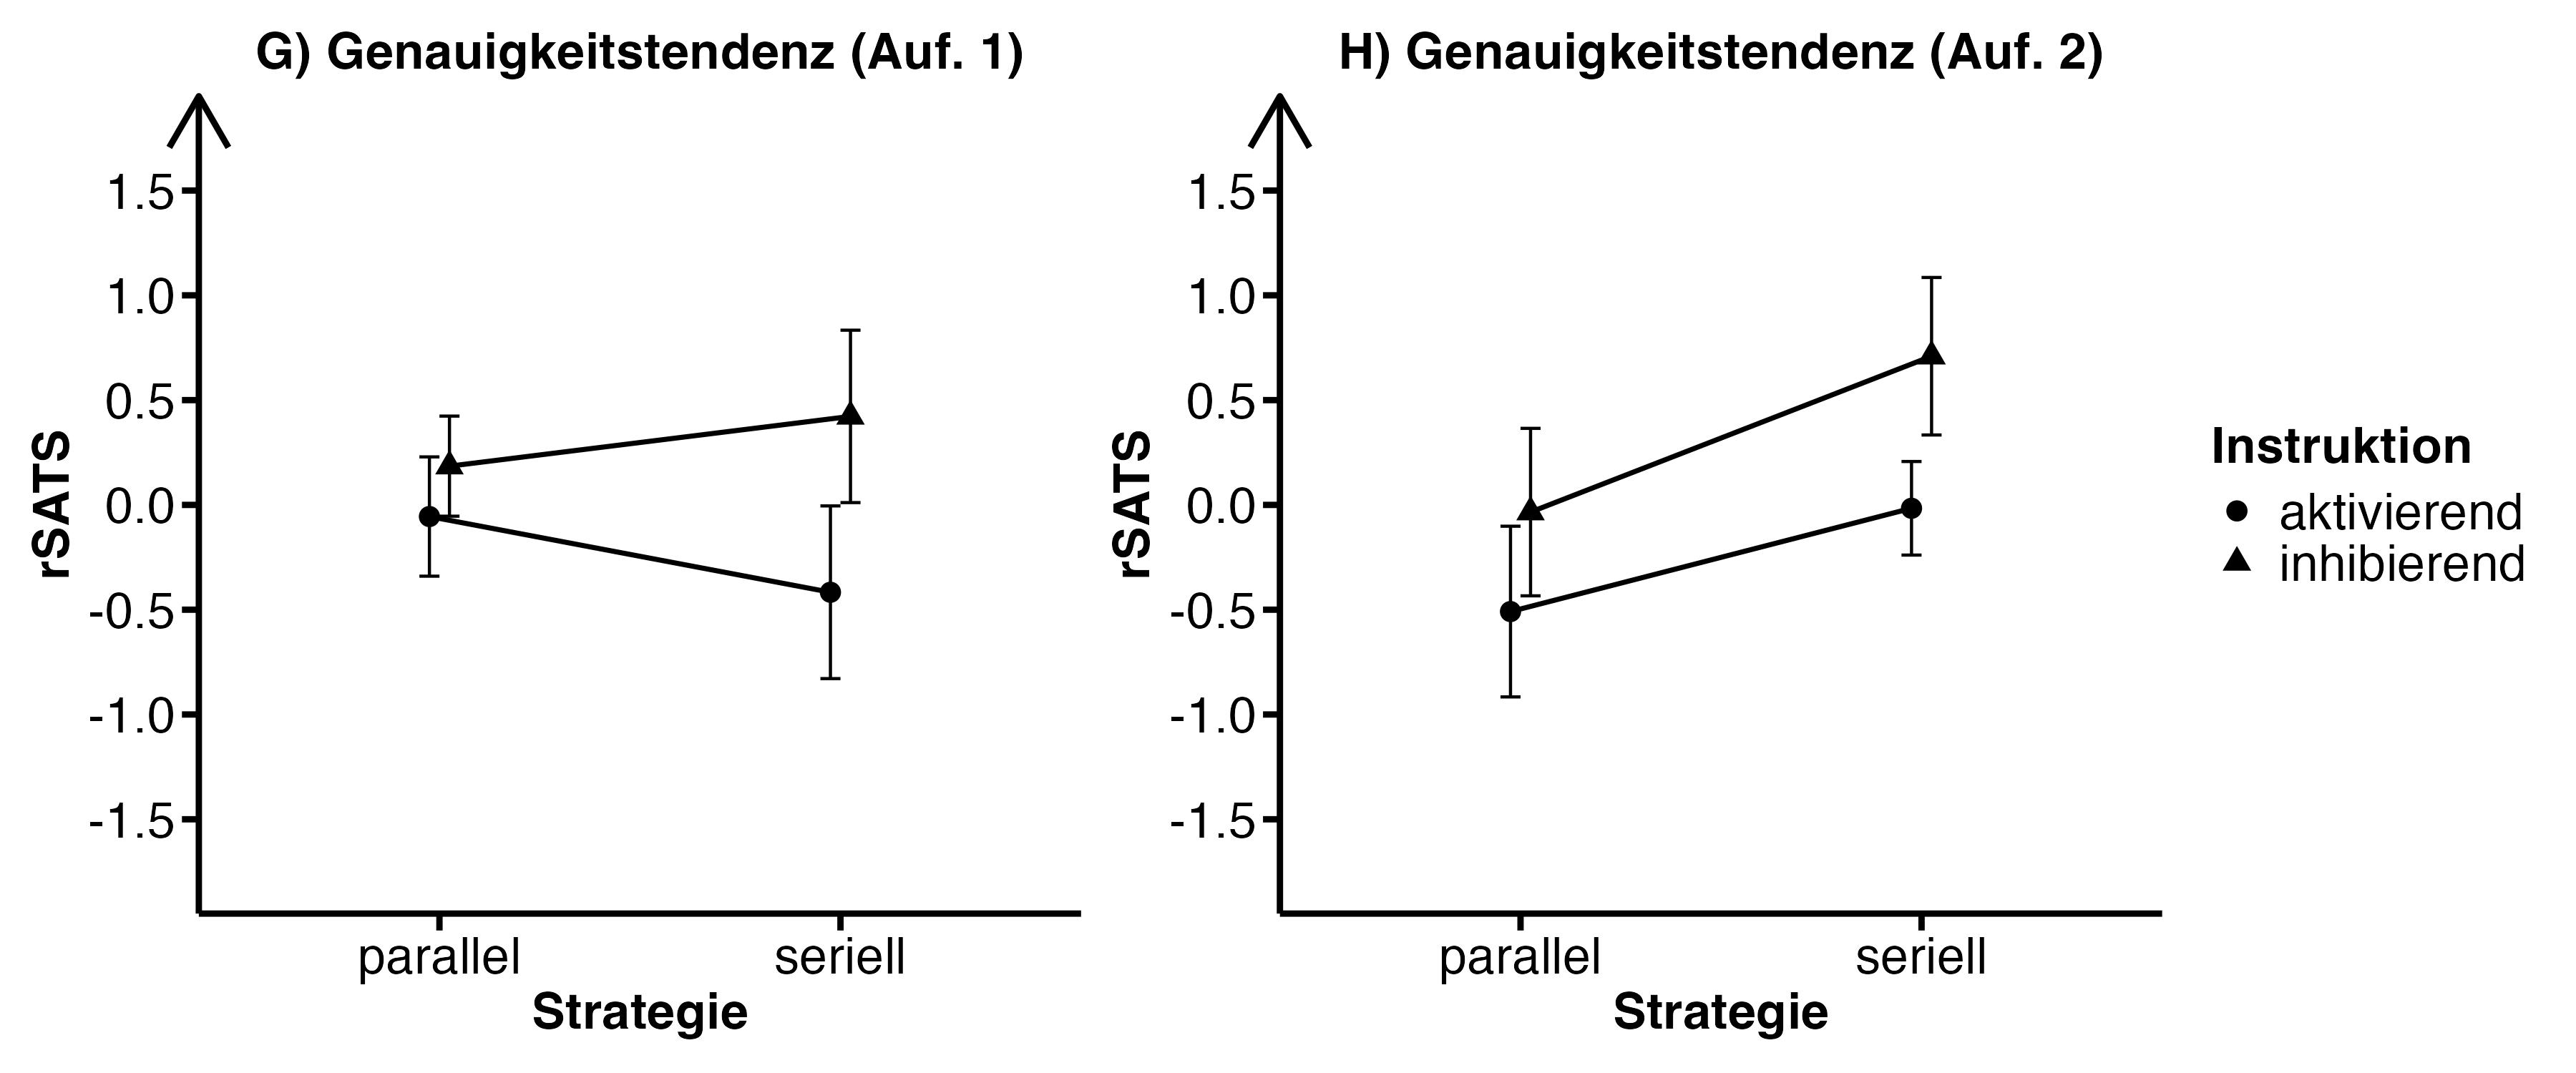 G) Genauigkeitstendenz (Auf. 1)
1.5
1.0
0.5
0.0
-0.5
-1.0
-1.5
rSATS
parallel seriell
Strategie
H) Genauigkeitstendenz (Auf. 2)
1.5
1.0
0.5
0.0
-0.5
-1.0
-1.5
rSATS
parallel seriell
Strategie
Instruktion
aktivierend
inhibierend